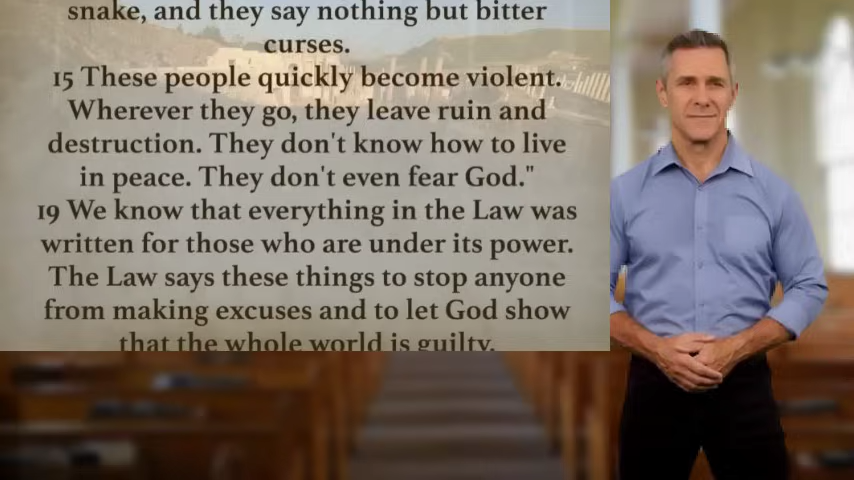 snake, and they say nothing but bitter
curses.
15 These people quickly become violent.
Wherever they go, they leave ruin and
destruction. They don't know how to live
in peace. They don't even fear God."
19 We know that everything in the Law was
written for those who are under its power.
The Law says these things to stop anyone
from making excuses and to let God show
that the whole world is guilty.